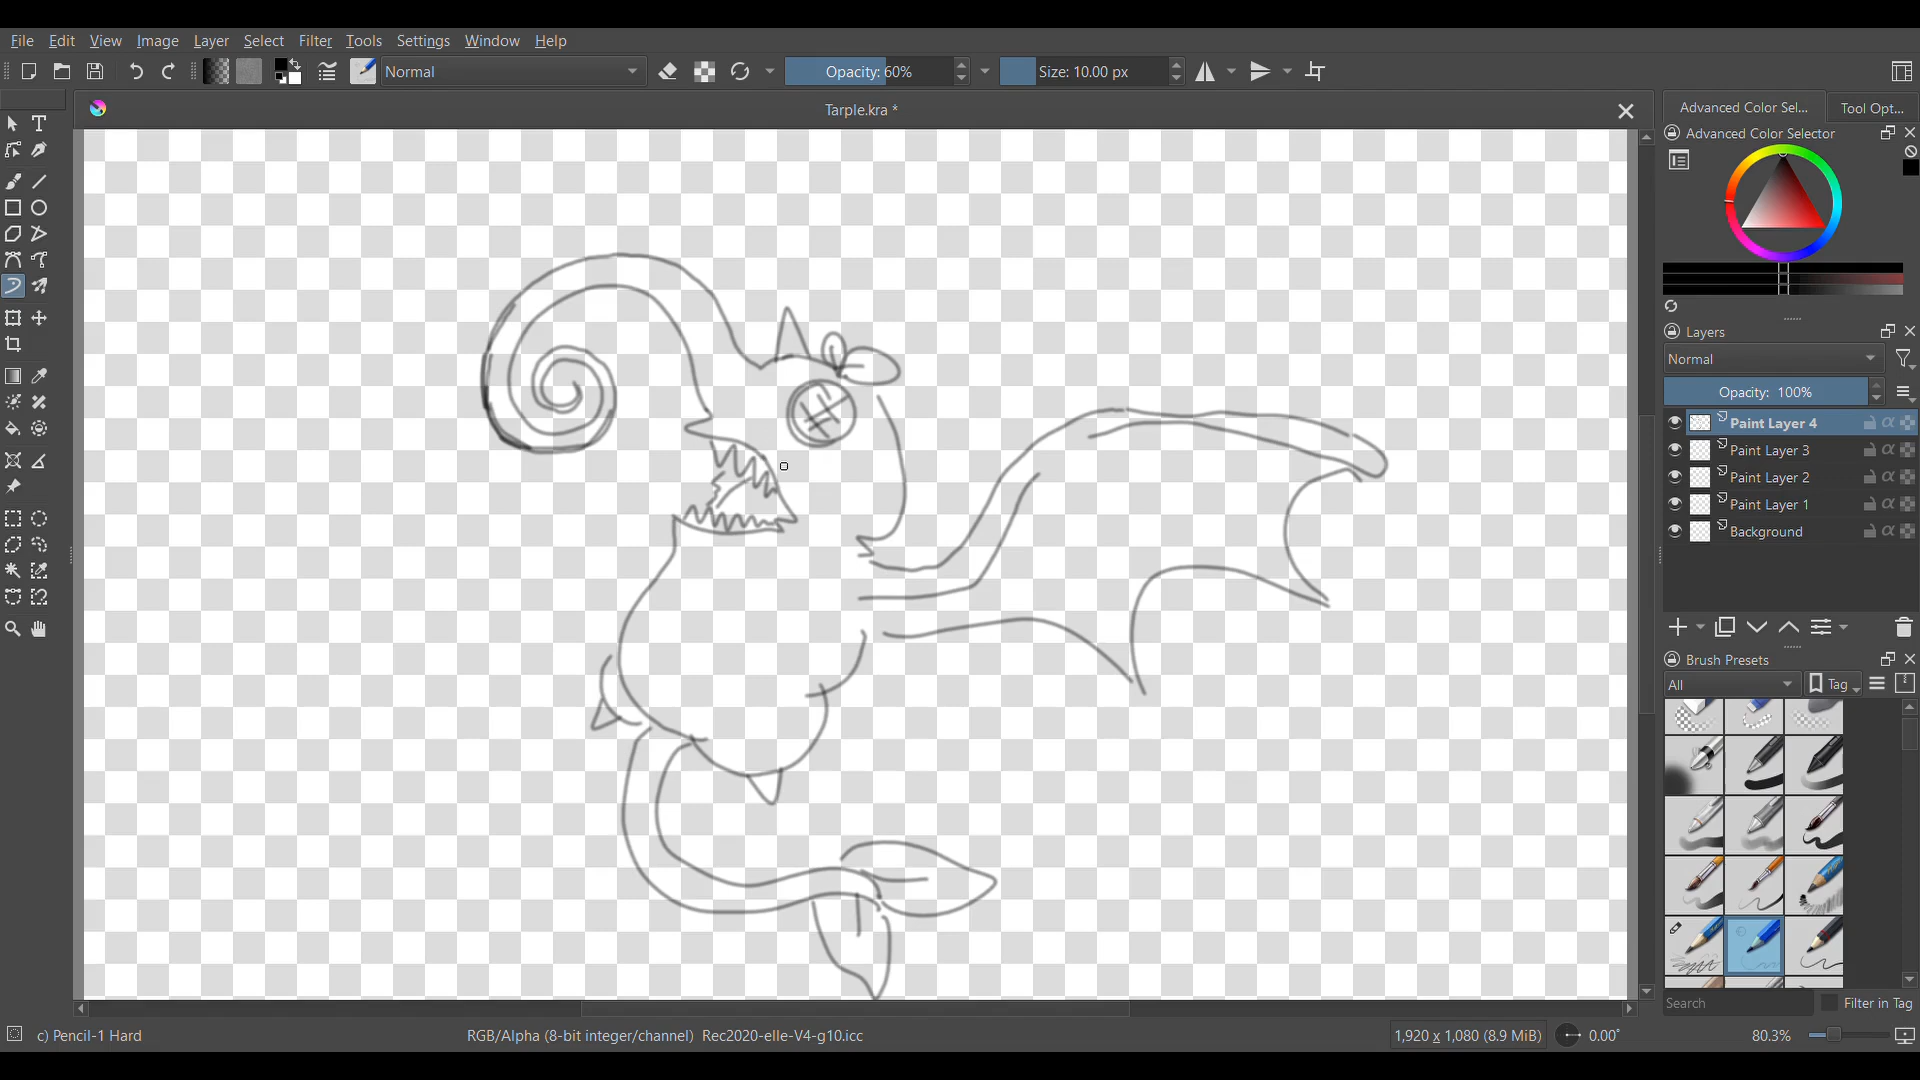 File Edit View Image Layer Select Filter Tools Settings Window Help
Normal Opacity: 60% Size: 10.00 px
Tarple.kra *
Advanced Color Sel... Tool Opt...
Advanced Color Selector
Layers
Normal
Opacity: 100%
Paint Layer 4
Paint Layer 3
Paint Layer 2
Paint Layer 1
Background
Brush Presets
All Tag
Search Filter in Tag
c) Pencil-1 Hard RGB/Alpha (8-bit integer/channel) Rec2020-elle-V4-g10.icc 1,920 x 1,080 (8.9 MiB) 0.00° 80.3%